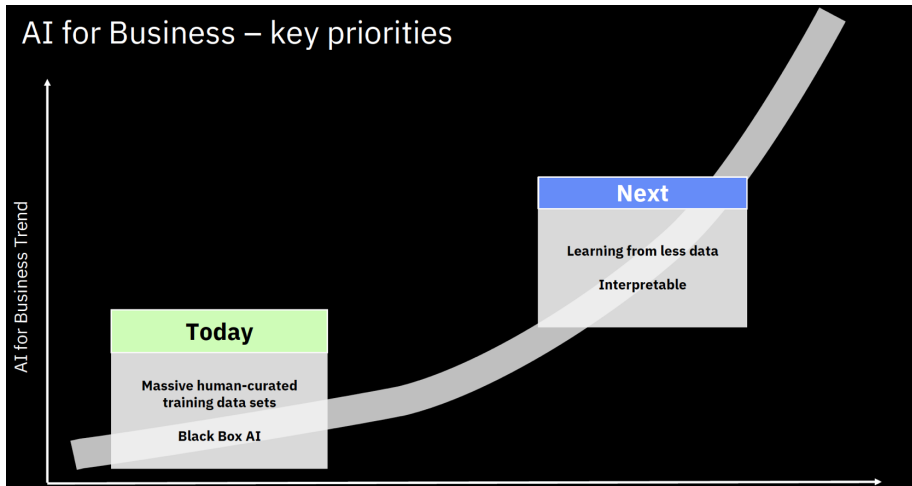 AI for Business – key priorities
AI for Business Trend
Today
Massive human-curated
training data sets
Black Box AI
Next
Learning from less data
Interpretable